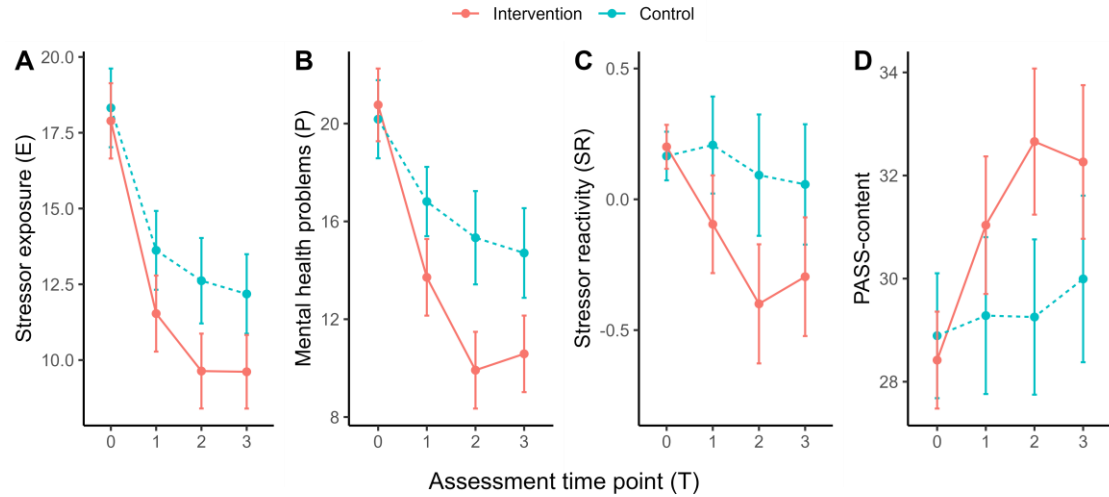 Intervention Control
A
Stressor exposure (E)
20.0
17.5
15.0
12.5
10.0
0 1 2 3
B
Mental health problems (P)
20
16
12
8
0 1 2 3
C
Stressor reactivity (SR)
0.5
0.0
-0.5
0 1 2 3
D
PASS-content
34
32
30
28
0 1 2 3
Assessment time point (T)